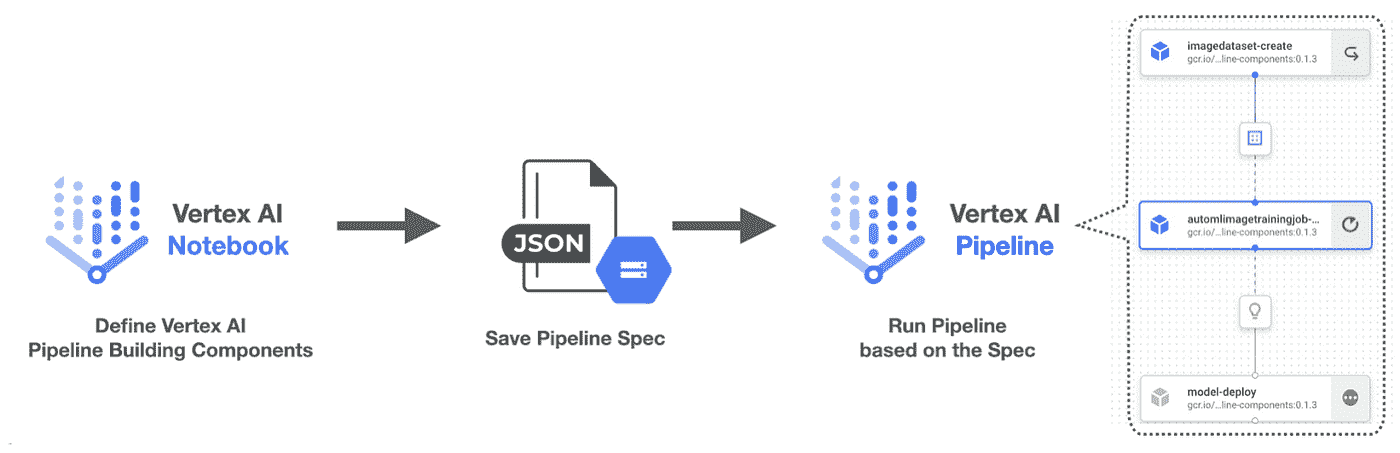 Vertex AI
Notebook
Define Vertex AI
Pipeline Building Components
JSON
Save Pipeline Spec
Vertex AI
Pipeline
Run Pipeline
based on the Spec
imagedataset-create
gcr.io/...line-components:0.1.3
automlimagetrainingjob-...
gcr.io/...line-components:0.1.3
model-deploy
gcr.io/...line-components:0.1.3